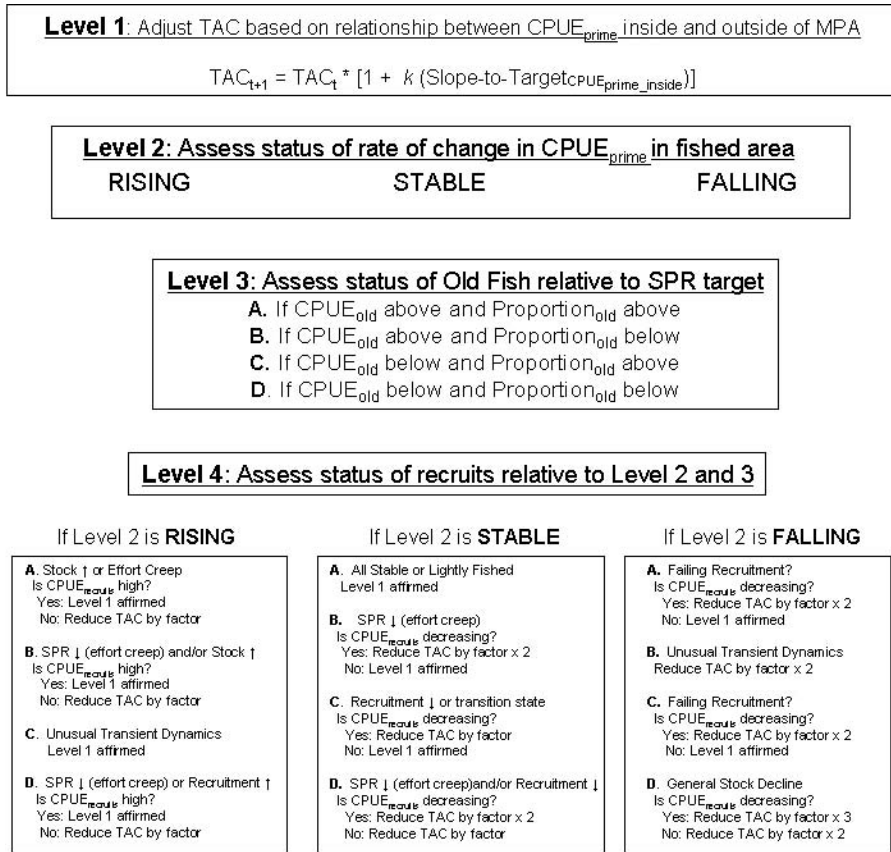 Level 1: Adjust TAC based on relationship between CPUEprime inside and outside of MPA
TACt+1 = TACt * [1 + k (Slope-to-TargetCPUEprime_inside)]
Level 2: Assess status of rate of change in CPUEprime in fished area
RISING STABLE FALLING
Level 3: Assess status of Old Fish relative to SPR target
A. If CPUEold above and Proportionold above
B. If CPUEold above and Proportionold below
C. If CPUEold below and Proportionold above
D. If CPUEold below and Proportionold below
Level 4: Assess status of recruits relative to Level 2 and 3
If Level 2 is RISING
A. Stock ↑ or Effort Creep
Is CPUErecruits high?
Yes: Level 1 affirmed
No: Reduce TAC by factor
B. SPR ↓ (effort creep) and/or Stock ↑
Is CPUErecruits high?
Yes: Level 1 affirmed
No: Reduce TAC by factor
C. Unusual Transient Dynamics
Level 1 affirmed
D. SPR ↓ (effort creep) or Recruitment ↑
Is CPUErecruits high?
Yes: Level 1 affirmed
No: Reduce TAC by factor
If Level 2 is STABLE
A. All Stable or Lightly Fished
Level 1 affirmed
B. SPR ↓ (effort creep)
Is CPUErecruits decreasing?
Yes: Reduce TAC by factor x 2
No: Level 1 affirmed
C. Recruitment ↓ or transition state
Is CPUErecruits decreasing?
Yes: Reduce TAC by factor
No: Level 1 affirmed
D. SPR ↓ (effort creep)and/or Recruitment ↓
Is CPUErecruits decreasing?
Yes: Reduce TAC by factor x 2
No: Reduce TAC by factor
If Level 2 is FALLING
A. Failing Recruitment?
Is CPUErecruits decreasing?
Yes: Reduce TAC by factor x 2
No: Level 1 affirmed
B. Unusual Transient Dynamics
Reduce TAC by factor x 2
C. Failing Recruitment?
Is CPUErecruits decreasing?
Yes: Reduce TAC by factor x 2
No: Level 1 affirmed
D. General Stock Decline
Is CPUErecruits decreasing?
Yes: Reduce TAC by factor x 3
No: Reduce TAC by factor x 2